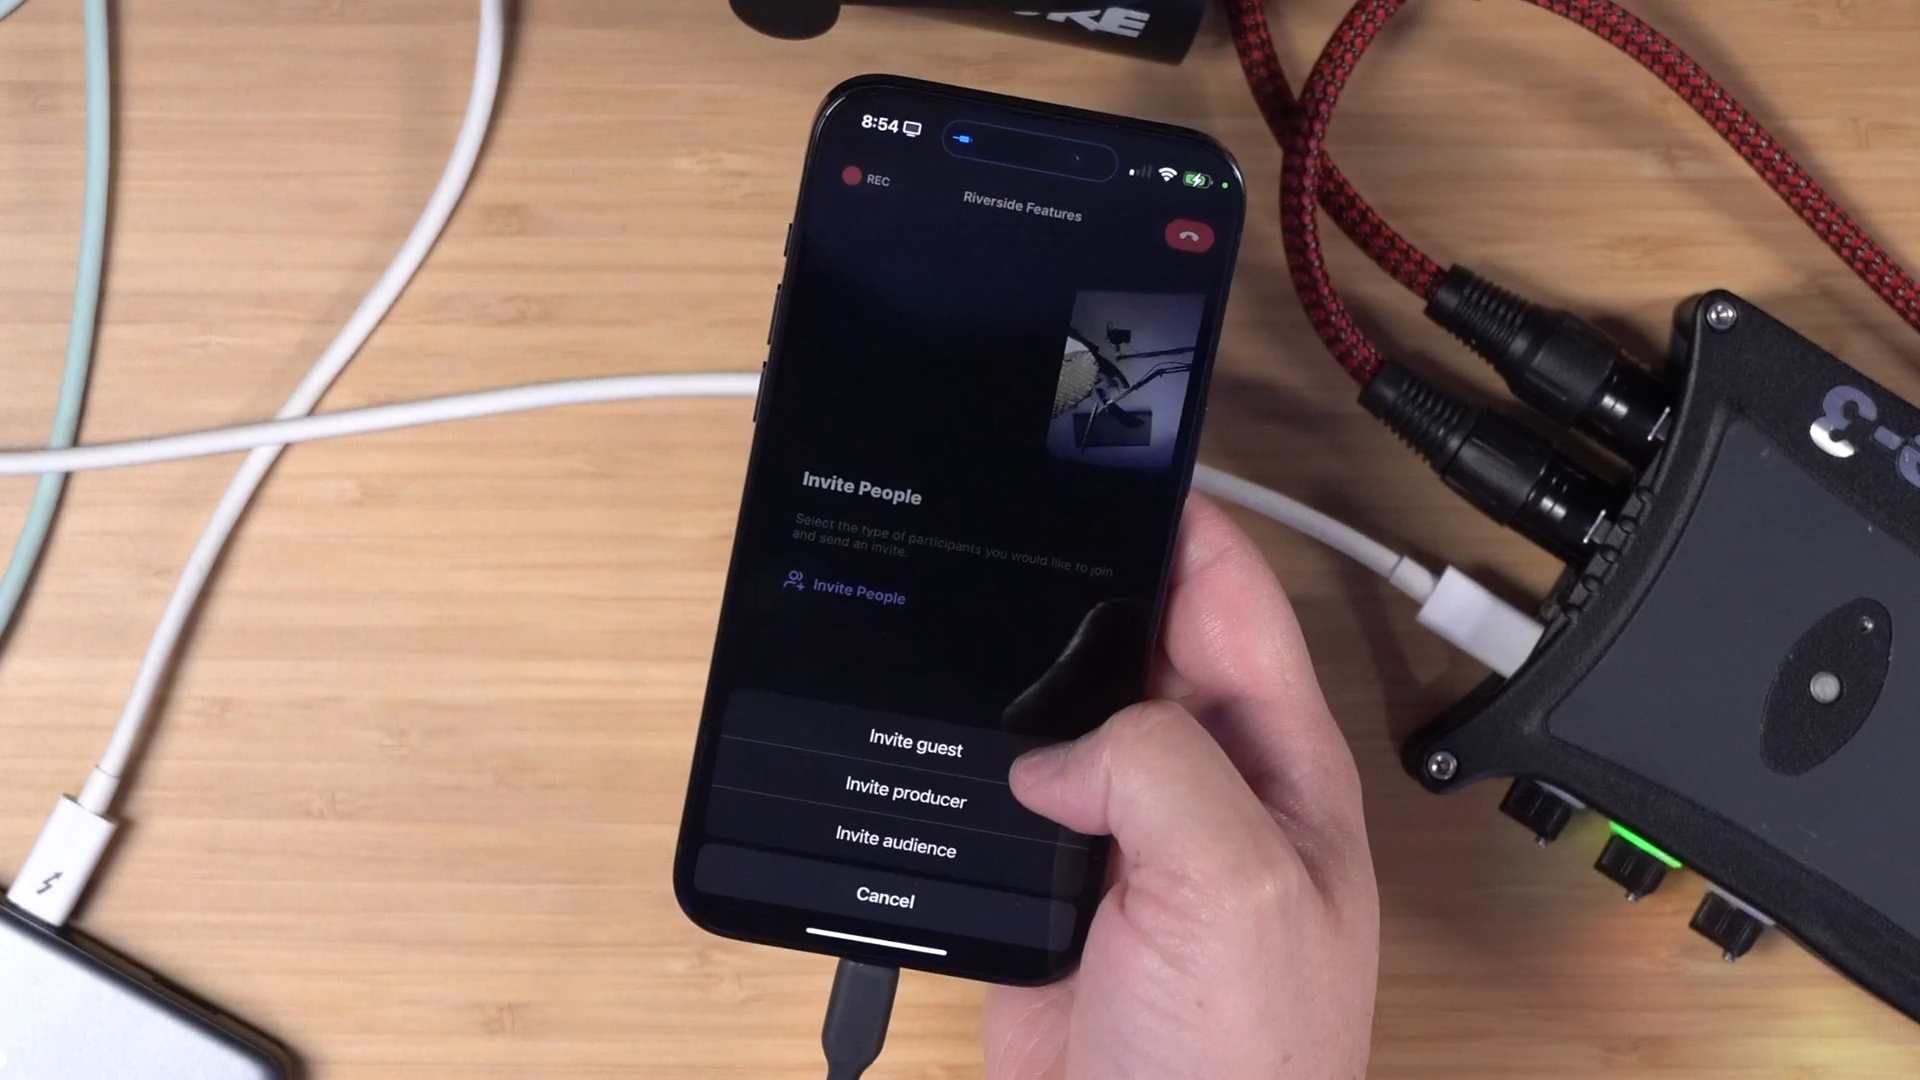 8:54
REC
Riverside Features
Invite People
Select the type of participants you would like to join
and send an invite.
Invite People
Invite guest
Invite producer
Invite audience
Cancel